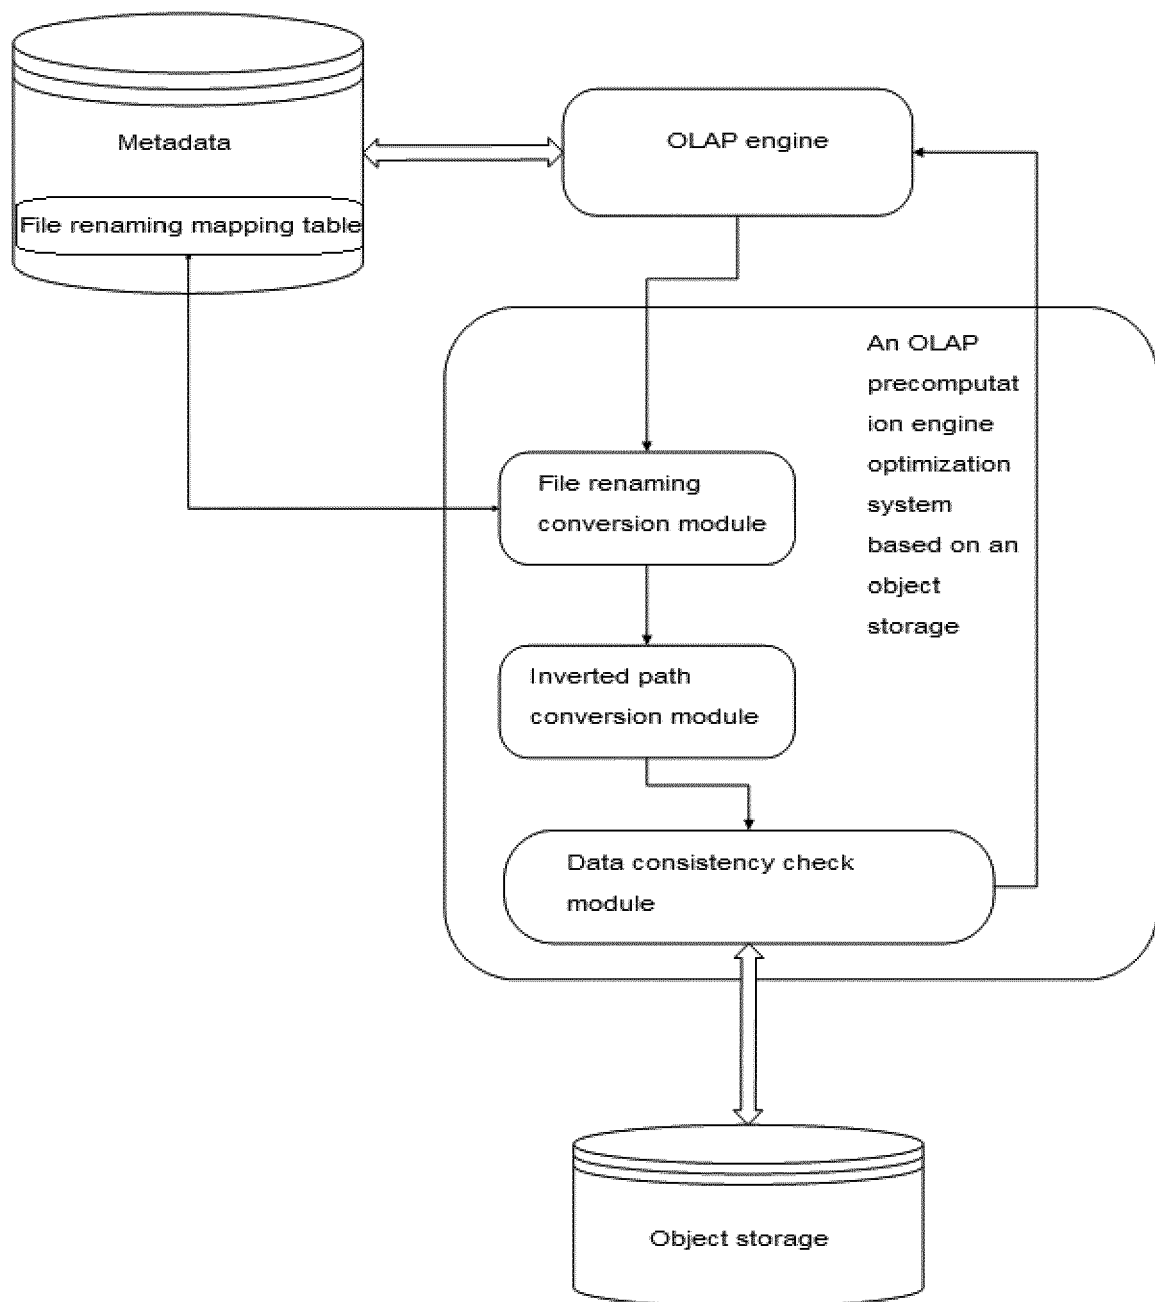 Metadata
OLAP engine
File renaming mapping table
An OLAP
precomputat
ion engine
optimization
system
based on an
object
storage
File renaming
conversion module
Inverted path
conversion module
Data consistency check
module
Object storage